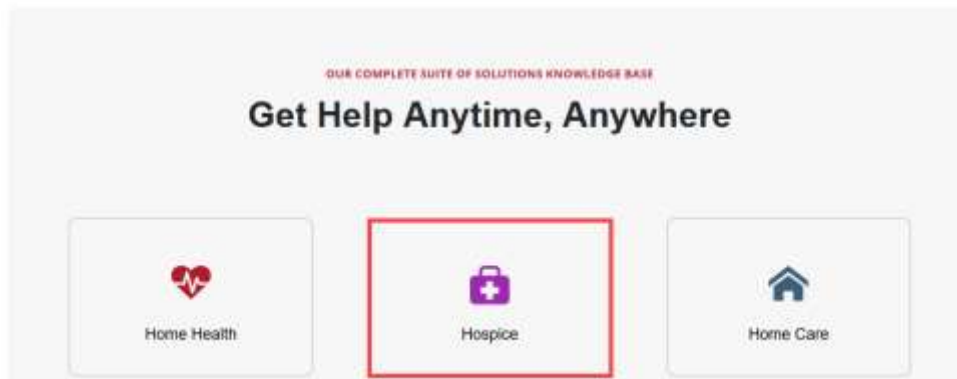 OUR COMPLETE SUITE OF SOLUTIONS KNOWLEDGE BASE
Get Help Anytime, Anywhere
Home Health
Hospice
Home Care